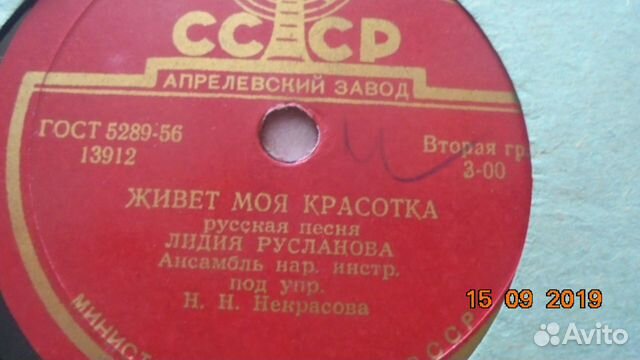 СССР
АПРЕЛЕВСКИЙ ЗАВОД
ГОСТ 5289-56
13912
Вторая
3-00
ЖИВЕТ МОЯ КРАСОТКА
русская песня
ЛИДИЯ РУСЛАНОВА
Ансамбль нар. инстр.
под упр.
Н. Н. Некрасова
15 09 2019
Avito